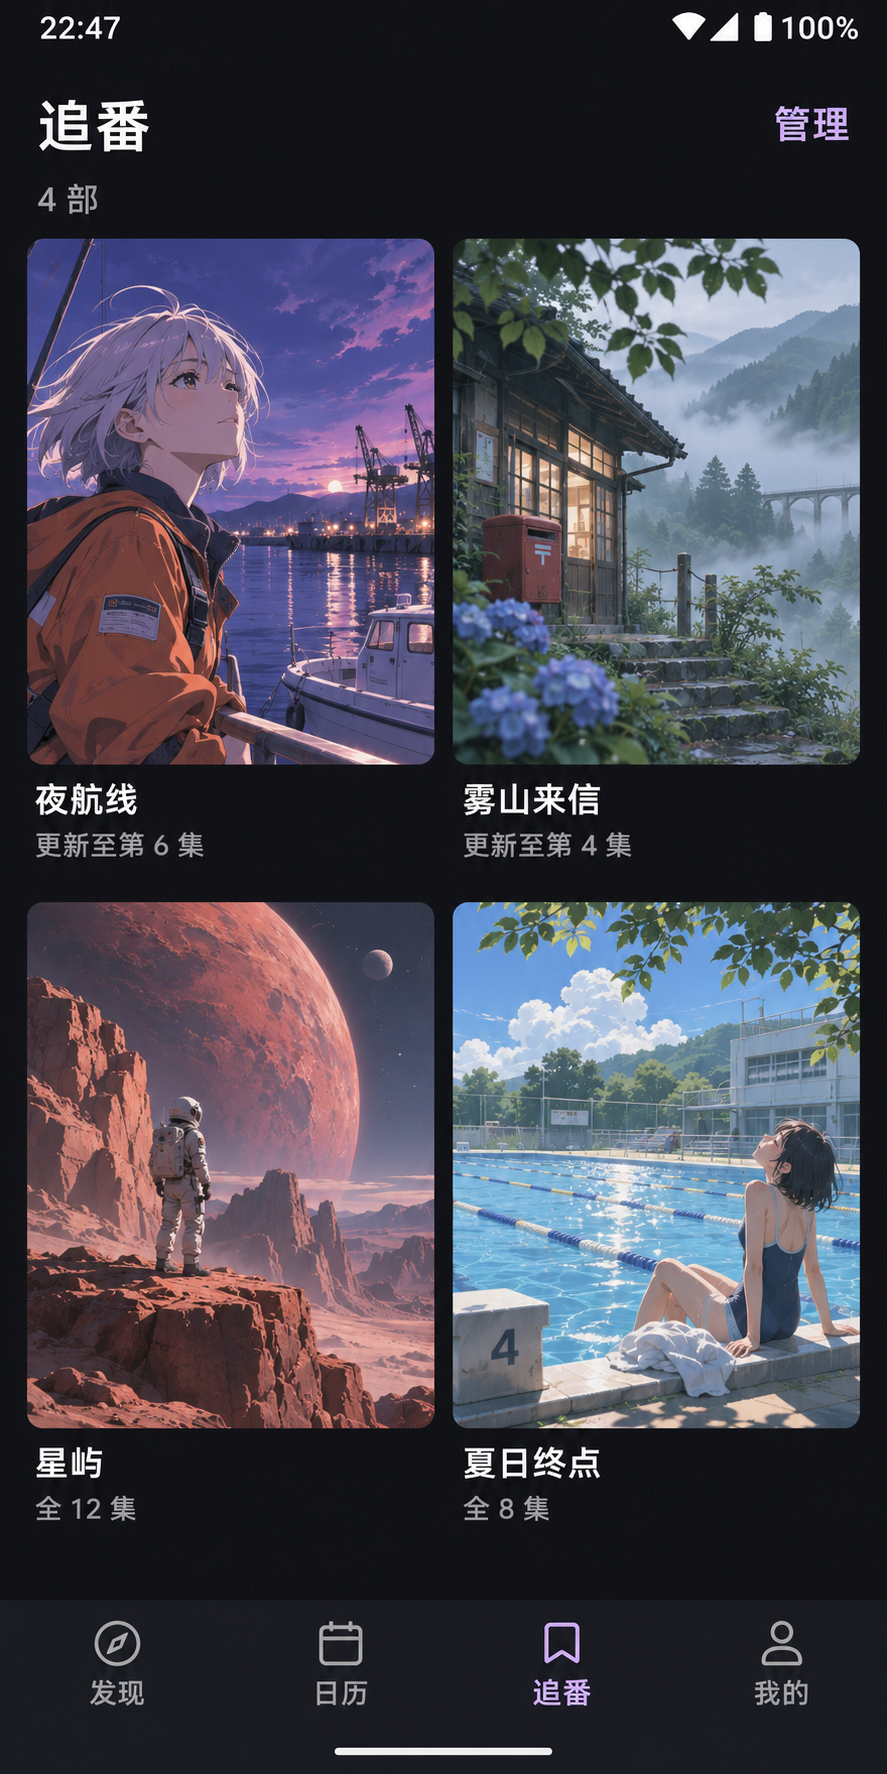 22:47
100%
追番
管理
4 部
〒
夜航线
雾山来信
更新至第 6 集
更新至第 4 集
4
星屿
夏日终点
全 12 集
全 8 集
发现
日历
追番
我的